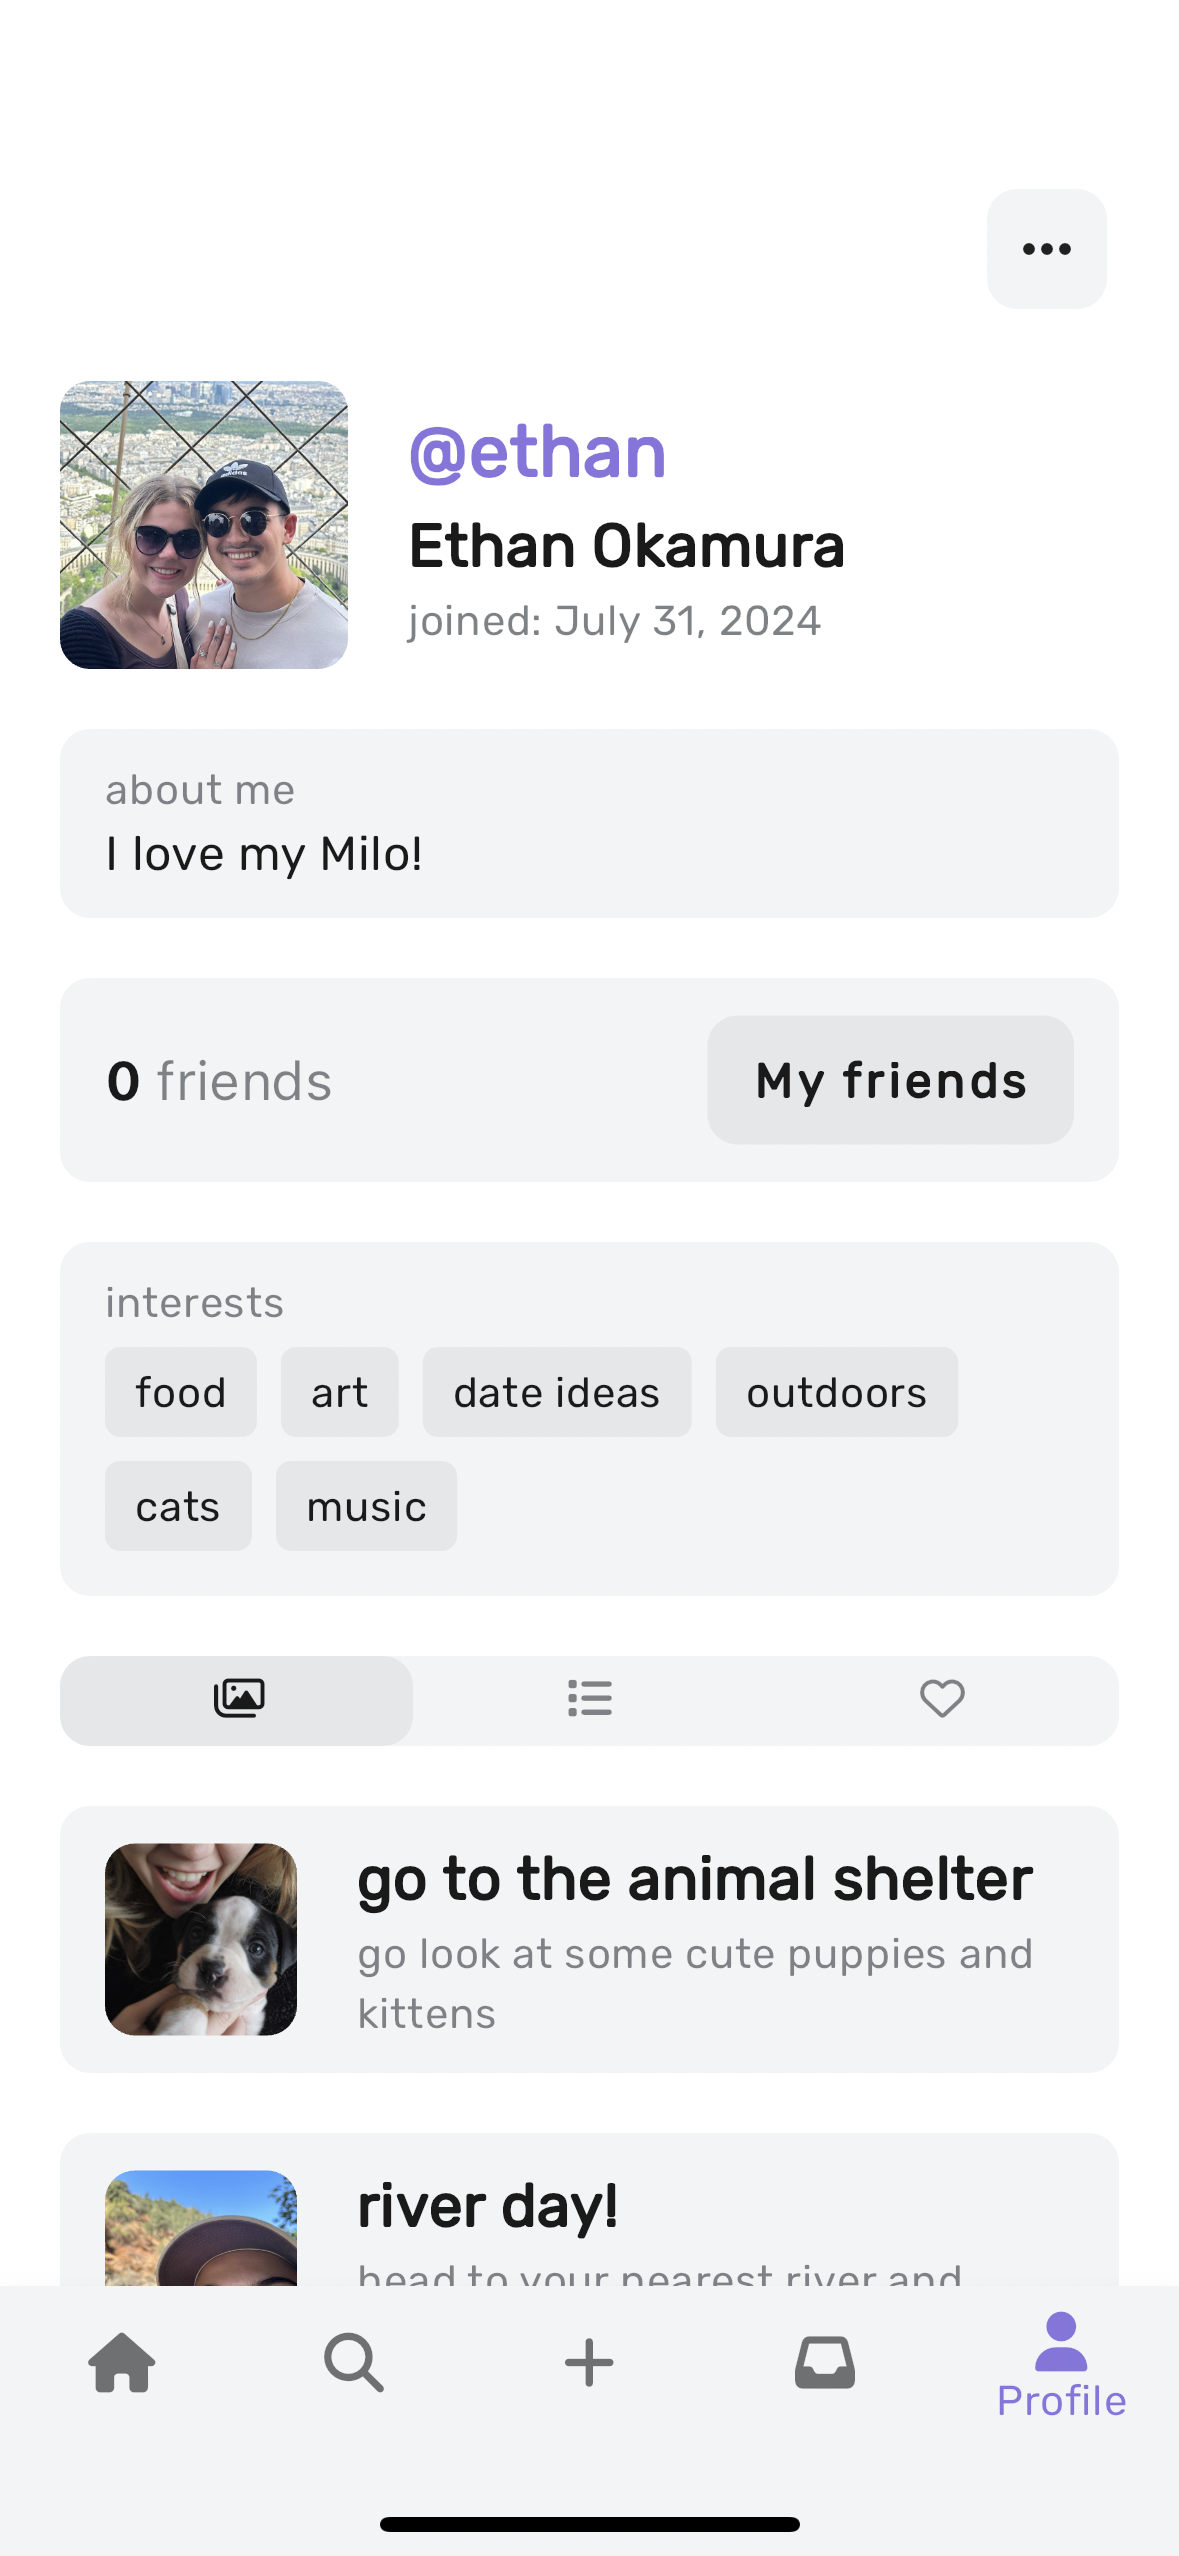 @ethan
Ethan Okamura
joined: July 31, 2024
about me
I love my Milo!
0 friends
My friends
interests
food art date ideas outdoors
cats music
go to the animal shelter
go look at some cute puppies and
kittens
river day!
head to your nearest river and
Profile
adidas